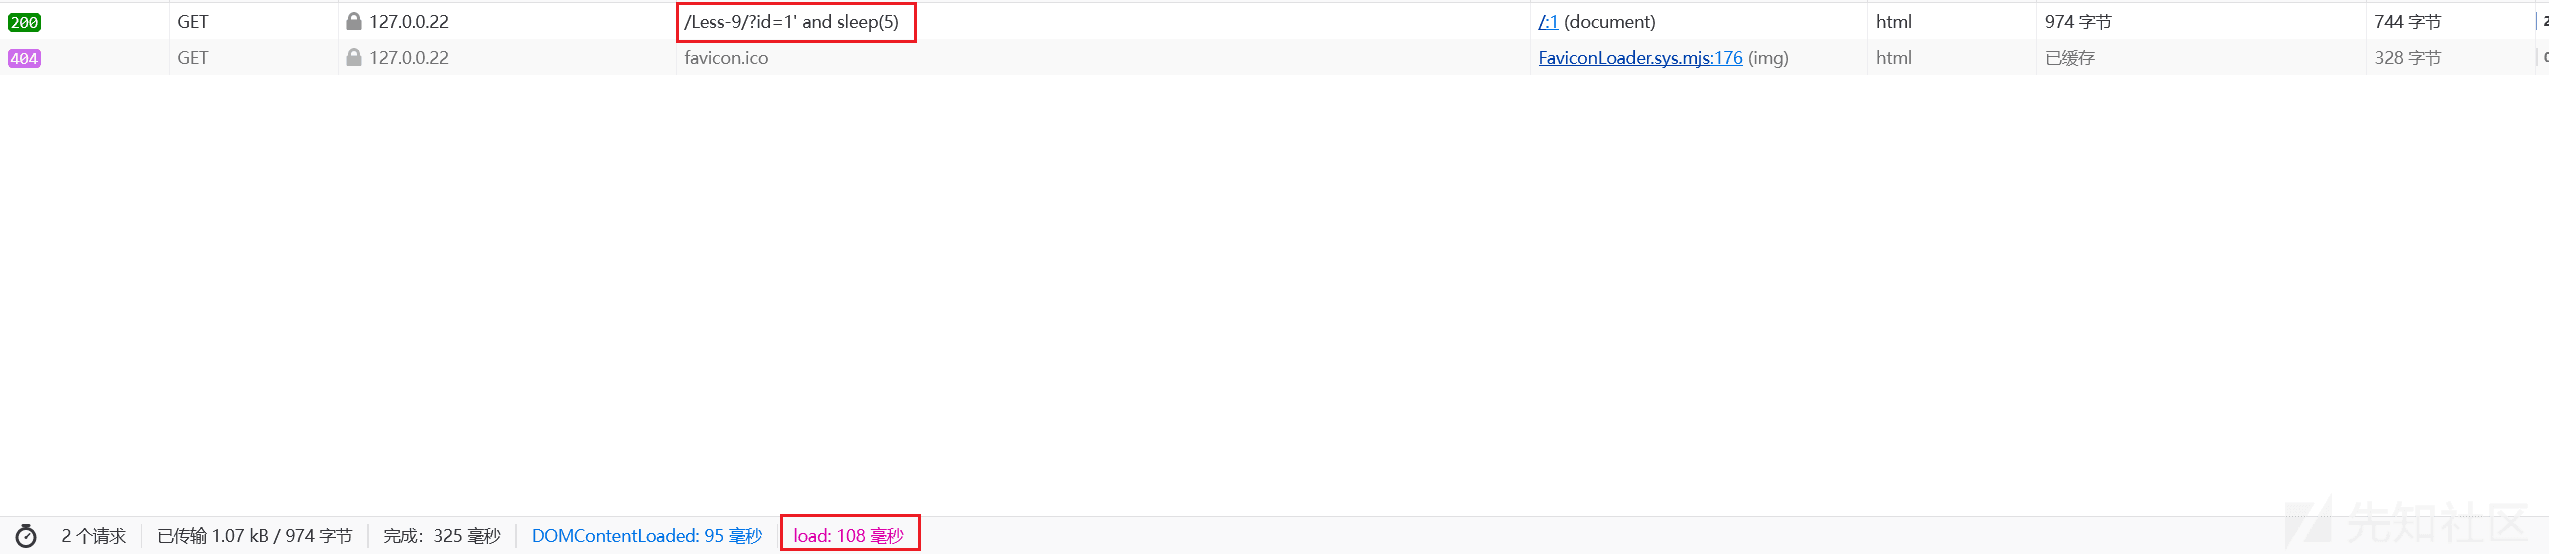 200 GET 127.0.0.22 /Less-9/?id=1' and sleep(5) /:1 (document) html 974 字节 744 字节
404 GET 127.0.0.22 favicon.ico FaviconLoader.sys.mjs:176 (img) html 已缓存 328 字节
2 个请求 已传输 1.07 kB / 974 字节 完成：325 毫秒 DOMContentLoaded: 95 毫秒 load: 108 毫秒
先知社区